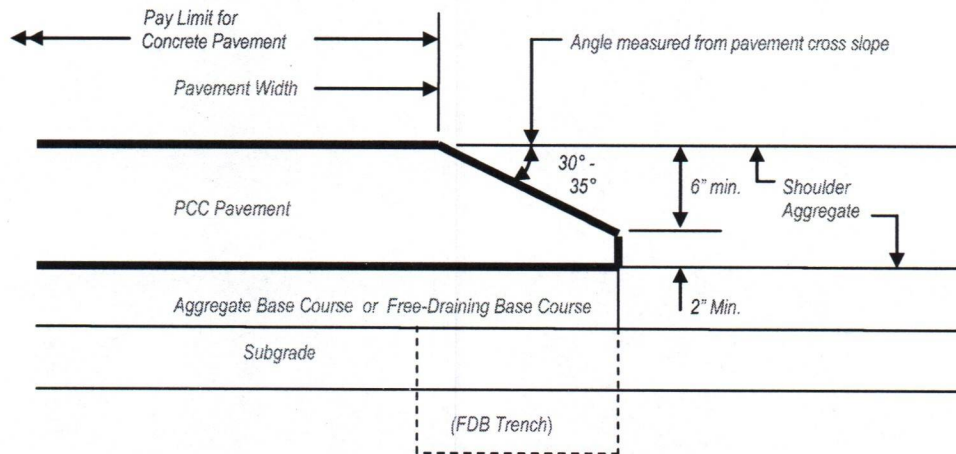 Pay Limit for
Concrete Pavement
Angle measured from pavement cross slope
Pavement Width
30° -
35°
6” min.
Shoulder
Aggregate
PCC Pavement
Aggregate Base Course or Free-Draining Base Course
2” Min.
Subgrade
(FDB Trench)